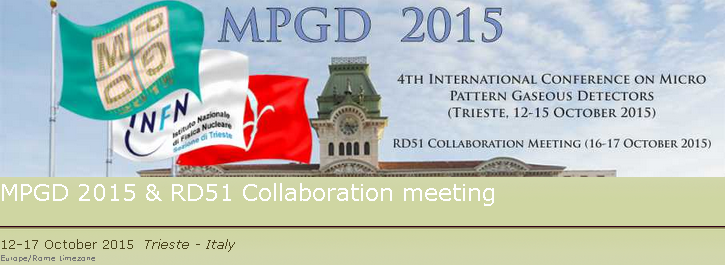 MPGD 2015
4TH INTERNATIONAL CONFERENCE ON MICRO
PATTERN GASEOUS DETECTORS
(TRIESTE, 12-15 OCTOBER 2015)
RD51 COLLABORATION MEETING (16-17 OCTOBER 2015)
INFN
Istituto Nazionale
di Fisica Nucleare
Sezione di Trieste
MPGD 2015 & RD51 Collaboration meeting
12-17 October 2015 Trieste - Italy
Europe/Rome timezone